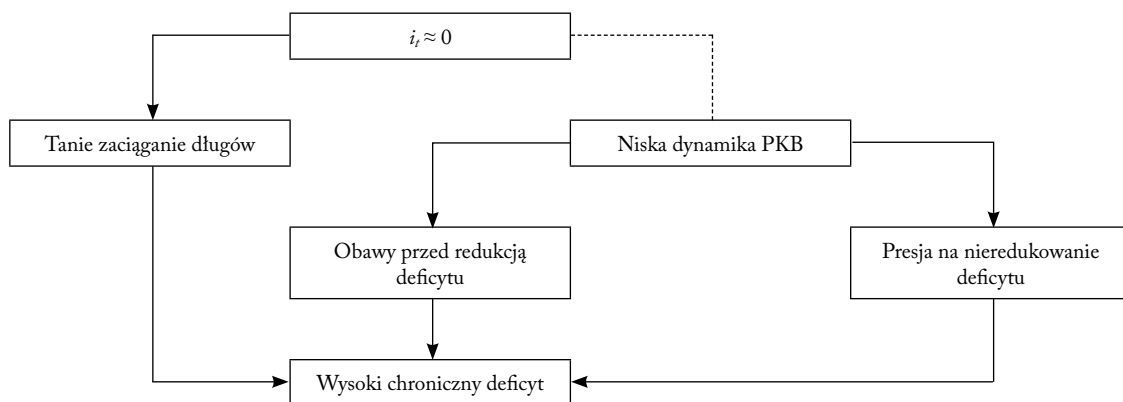 iₜ ≈ 0
Tanie zaciąganie długów
Niska dynamika PKB
Obawy przed redukcją
deficytu
Presja na nieredukowanie
deficytu
Wysoki chroniczny deficyt